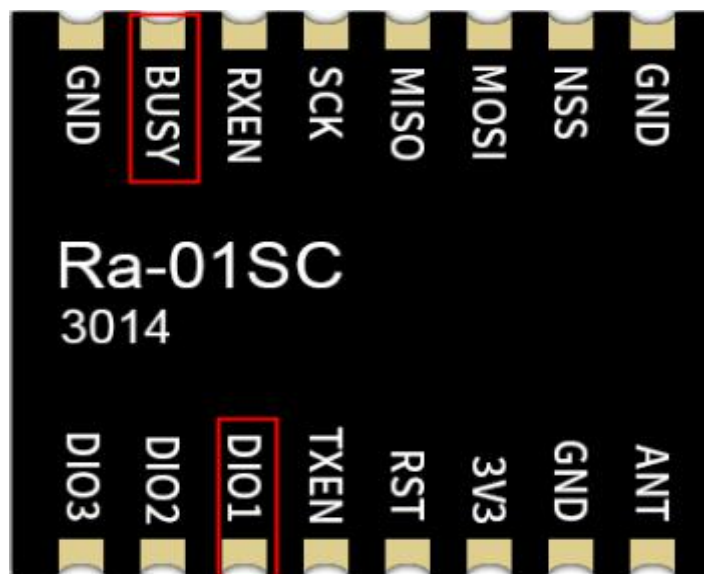 GND BUSY RXEN SCK MISO MOSI NSS GND
Ra-01SC
3014
DIO3 DIO2 DIO1 TXEN RST 3V3 GND ANT